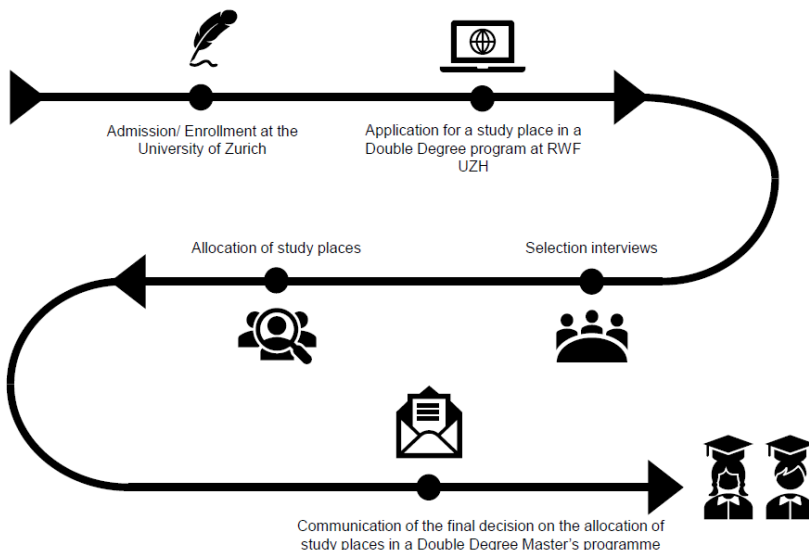 Admission/ Enrollment at the
University of Zurich
Application for a study place in a
Double Degree program at RWF
UZH
Selection interviews
Allocation of study places
Communication of the final decision on the allocation of
study places in a Double Degree Master's programme